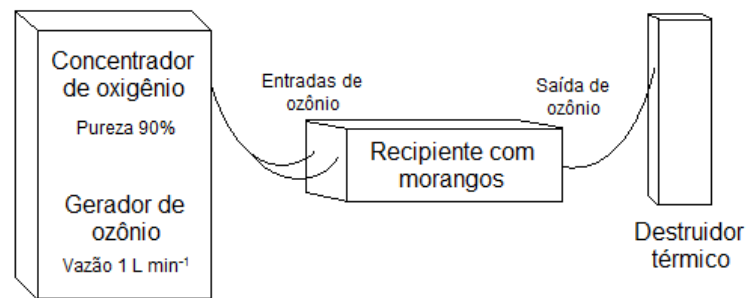 Concentrador
de oxigênio
Pureza 90%
Gerador de
ozônio
Vazão 1 L min⁻¹
Entradas de
ozônio
Recipiente com
morangos
Saída de
ozônio
Destruidor
térmico